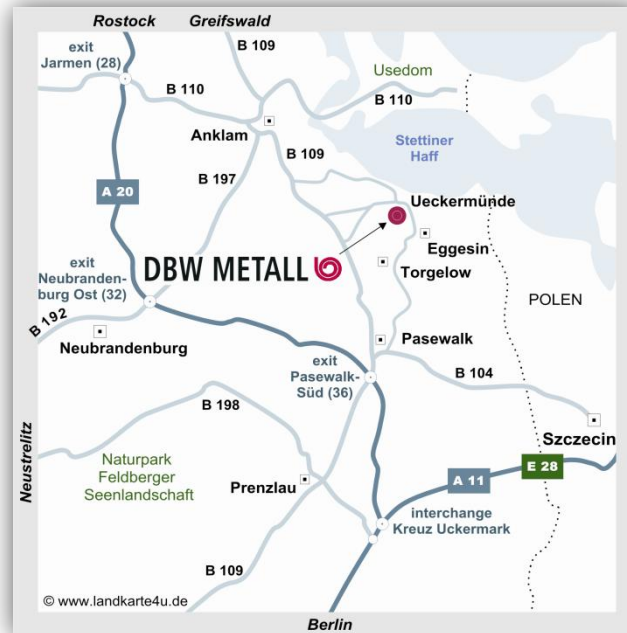 Rostock
Greifswald
exit
Jarmen (28)
B 109
B 110
Usedom
B 110
Anklam
B 109
Stettiner
Haff
B 197
A 20
Ueckermünde
Eggesin
DBW METALL
Torgelow
exit
Neubranden-
burg Ost (32)
POLEN
B 192
Neubrandenburg
Pasewalk
exit
Pasewalk-
Süd (36)
B 104
B 198
Szczecin
Neustrelitz
Naturpark
Feldberger
Seenlandschaft
E 28
Prenzlau
A 11
interchange
Kreuz Uckermark
B 109
© www.landkarte4u.de
Berlin